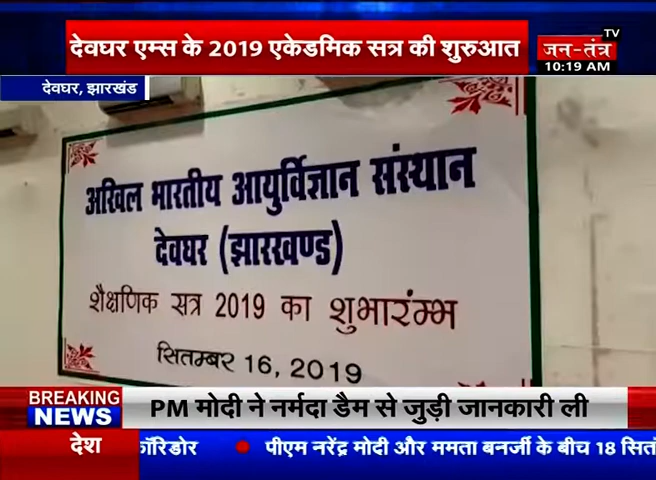 देवघर एम्स के 2019 एकेडमिक सत्र की शुरुआत
TV
जन-तंत्र
10:19 AM
देवघर, झारखंड
अखिल भारतीय आयुर्विज्ञान संस्थान
देवघर (झारखण्ड)
शैक्षणिक सत्र 2019 का शुभारंम्भ
सितम्बर 16, 2019
BREAKING NEWS
PM मोदी ने नर्मदा डैम से जुड़ी जानकारी ली
देश
कॉरिडोर • पीएम नरेंद्र मोदी और ममता बनर्जी के बीच 18